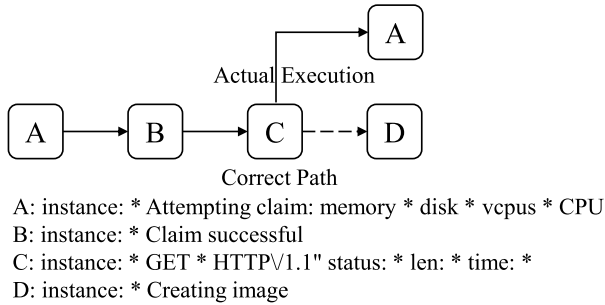 A
Actual Execution
A
B
C
D
Correct Path
A: instance: * Attempting claim: memory * disk * vcpus * CPU
B: instance: * Claim successful
C: instance: * GET * HTTP\/1.1" status: * len: * time: *
D: instance: * Creating image